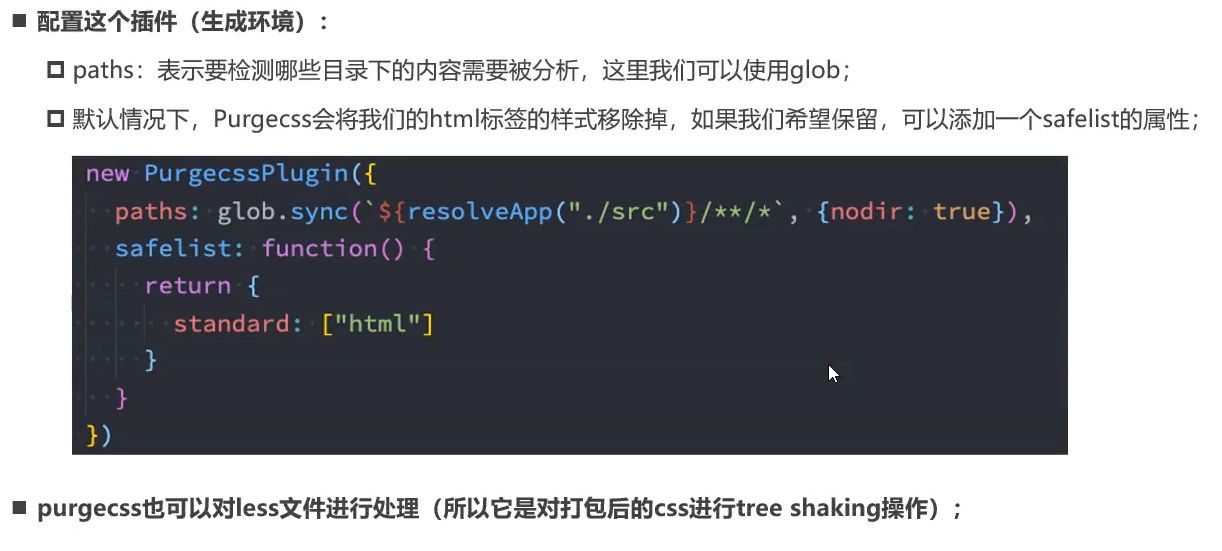 ■ 配置这个插件（生成环境）：
paths：表示要检测哪些目录下的内容需要被分析，这里我们可以使用glob；
默认情况下，Purgecss会将我们的html标签的样式移除掉，如果我们希望保留，可以添加一个safelist的属性；
new PurgecssPlugin({
  paths: glob.sync(`${resolveApp("./src")}/**/*`, {nodir: true}),
  safelist: function() {
    return {
      standard: ["html"]
    }
  }
})
■ purgecss也可以对less文件进行处理（所以它是对打包后的css进行tree shaking操作）；